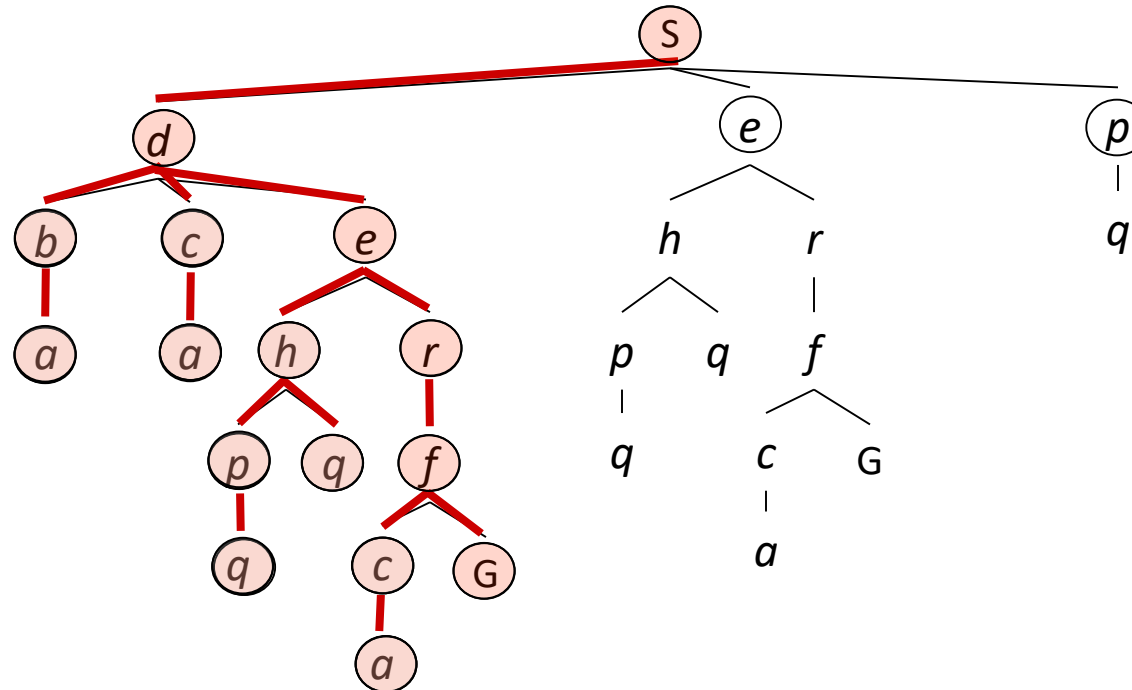 S
d e p
b c e h r q
a a h r p q f
p q f q c G
q c G a
a